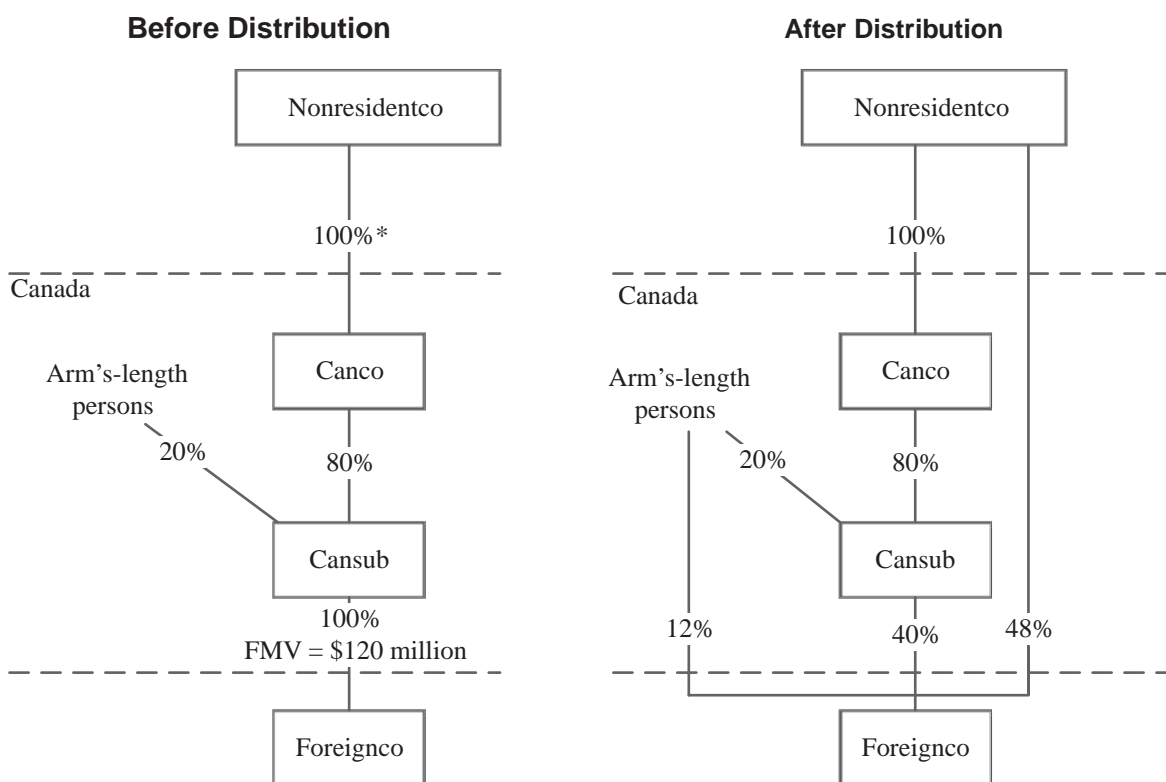 Before Distribution
Nonresidentco
100%*
Canada
Canco
Arm's-length
persons
20%
80%
Cansub
100%
FMV = $120 million
Foreignco
After Distribution
Nonresidentco
100%
Canada
Canco
Arm's-length
persons
20%
80%
Cansub
12%
40%
48%
Foreignco